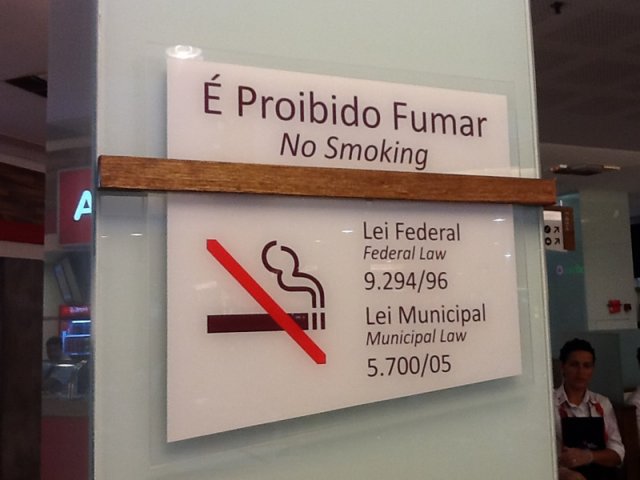 É Proibido Fumar
No Smoking
Lei Federal
Federal Law
9.294/96
Lei Municipal
Municipal Law
5.700/05
A